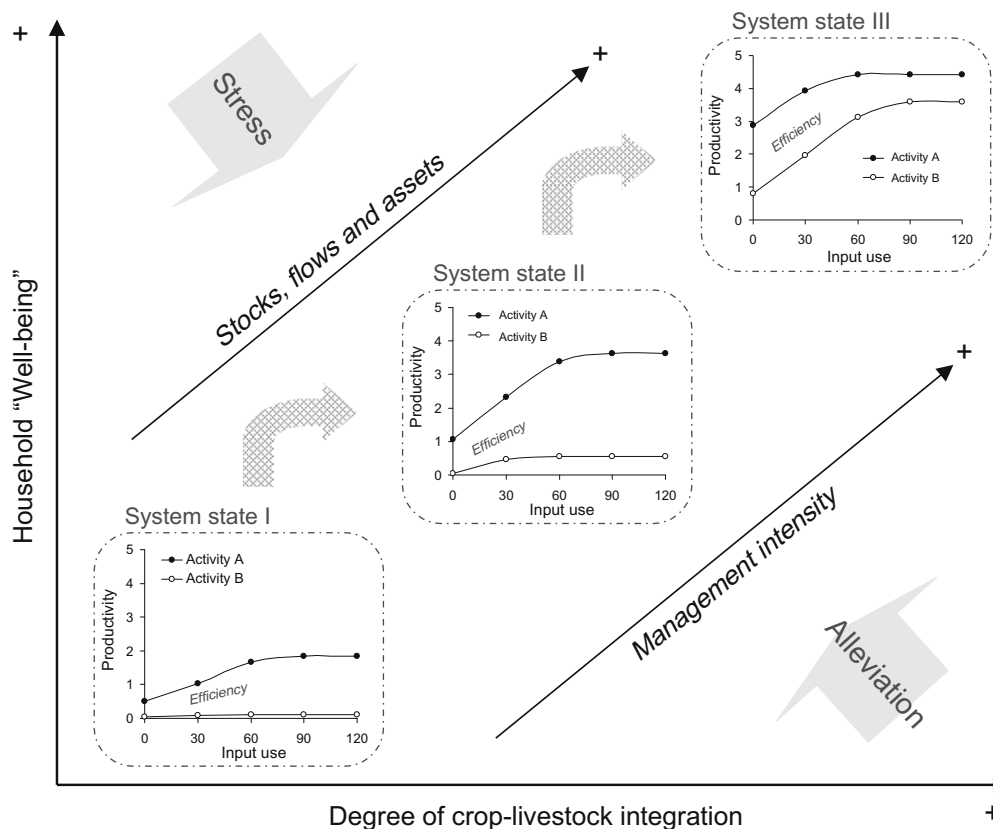 +
Household “Well-being”
Stress
Stocks, flows and assets
+
System state III
Productivity
5
4
3
2
1
0
Efficiency
Activity A
Activity B
0 30 60 90 120
Input use
System state II
Productivity
5
4
3
2
1
0
Activity A
Activity B
Efficiency
0 30 60 90 120
Input use
System state I
Productivity
5
4
3
2
1
0
Activity A
Activity B
Efficiency
0 30 60 90 120
Input use
Management intensity
+
Alleviation
Degree of crop-livestock integration
+